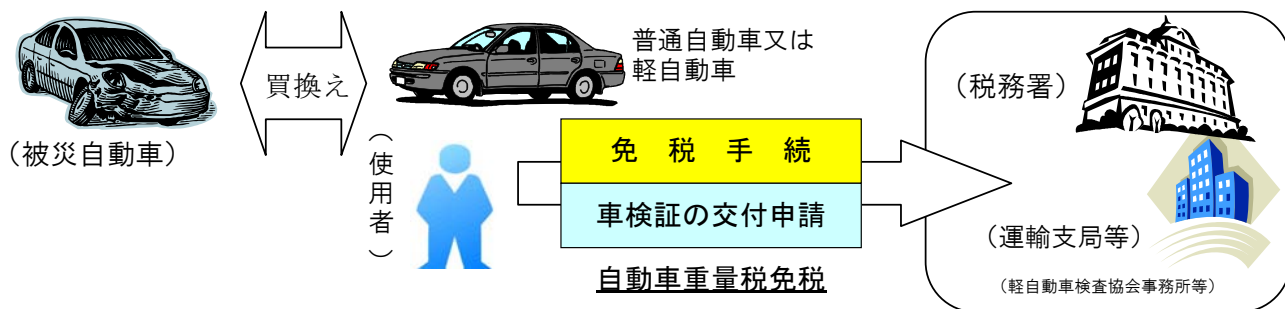 （被災自動車）
買換え
普通自動車又は
軽自動車
（使用者）
免税手続
車検証の交付申請
自動車重量税免税
（税務署）
（運輸支局等）
（軽自動車検査協会事務所等）